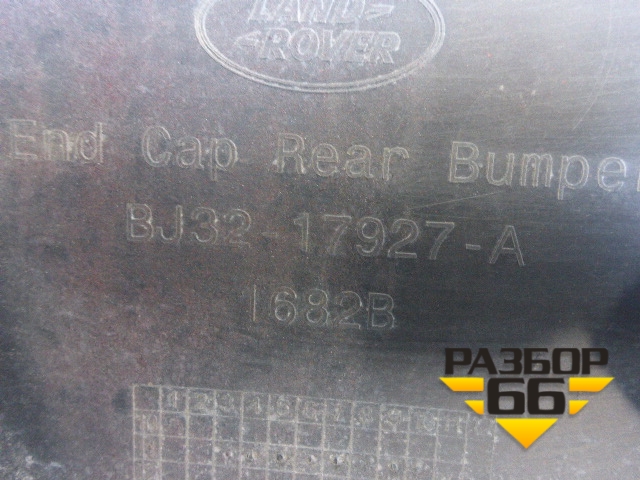 LAND
ROVER
End Cap Rear Bumper
BJ32-17927-A
1682B
РАЗБОР
66